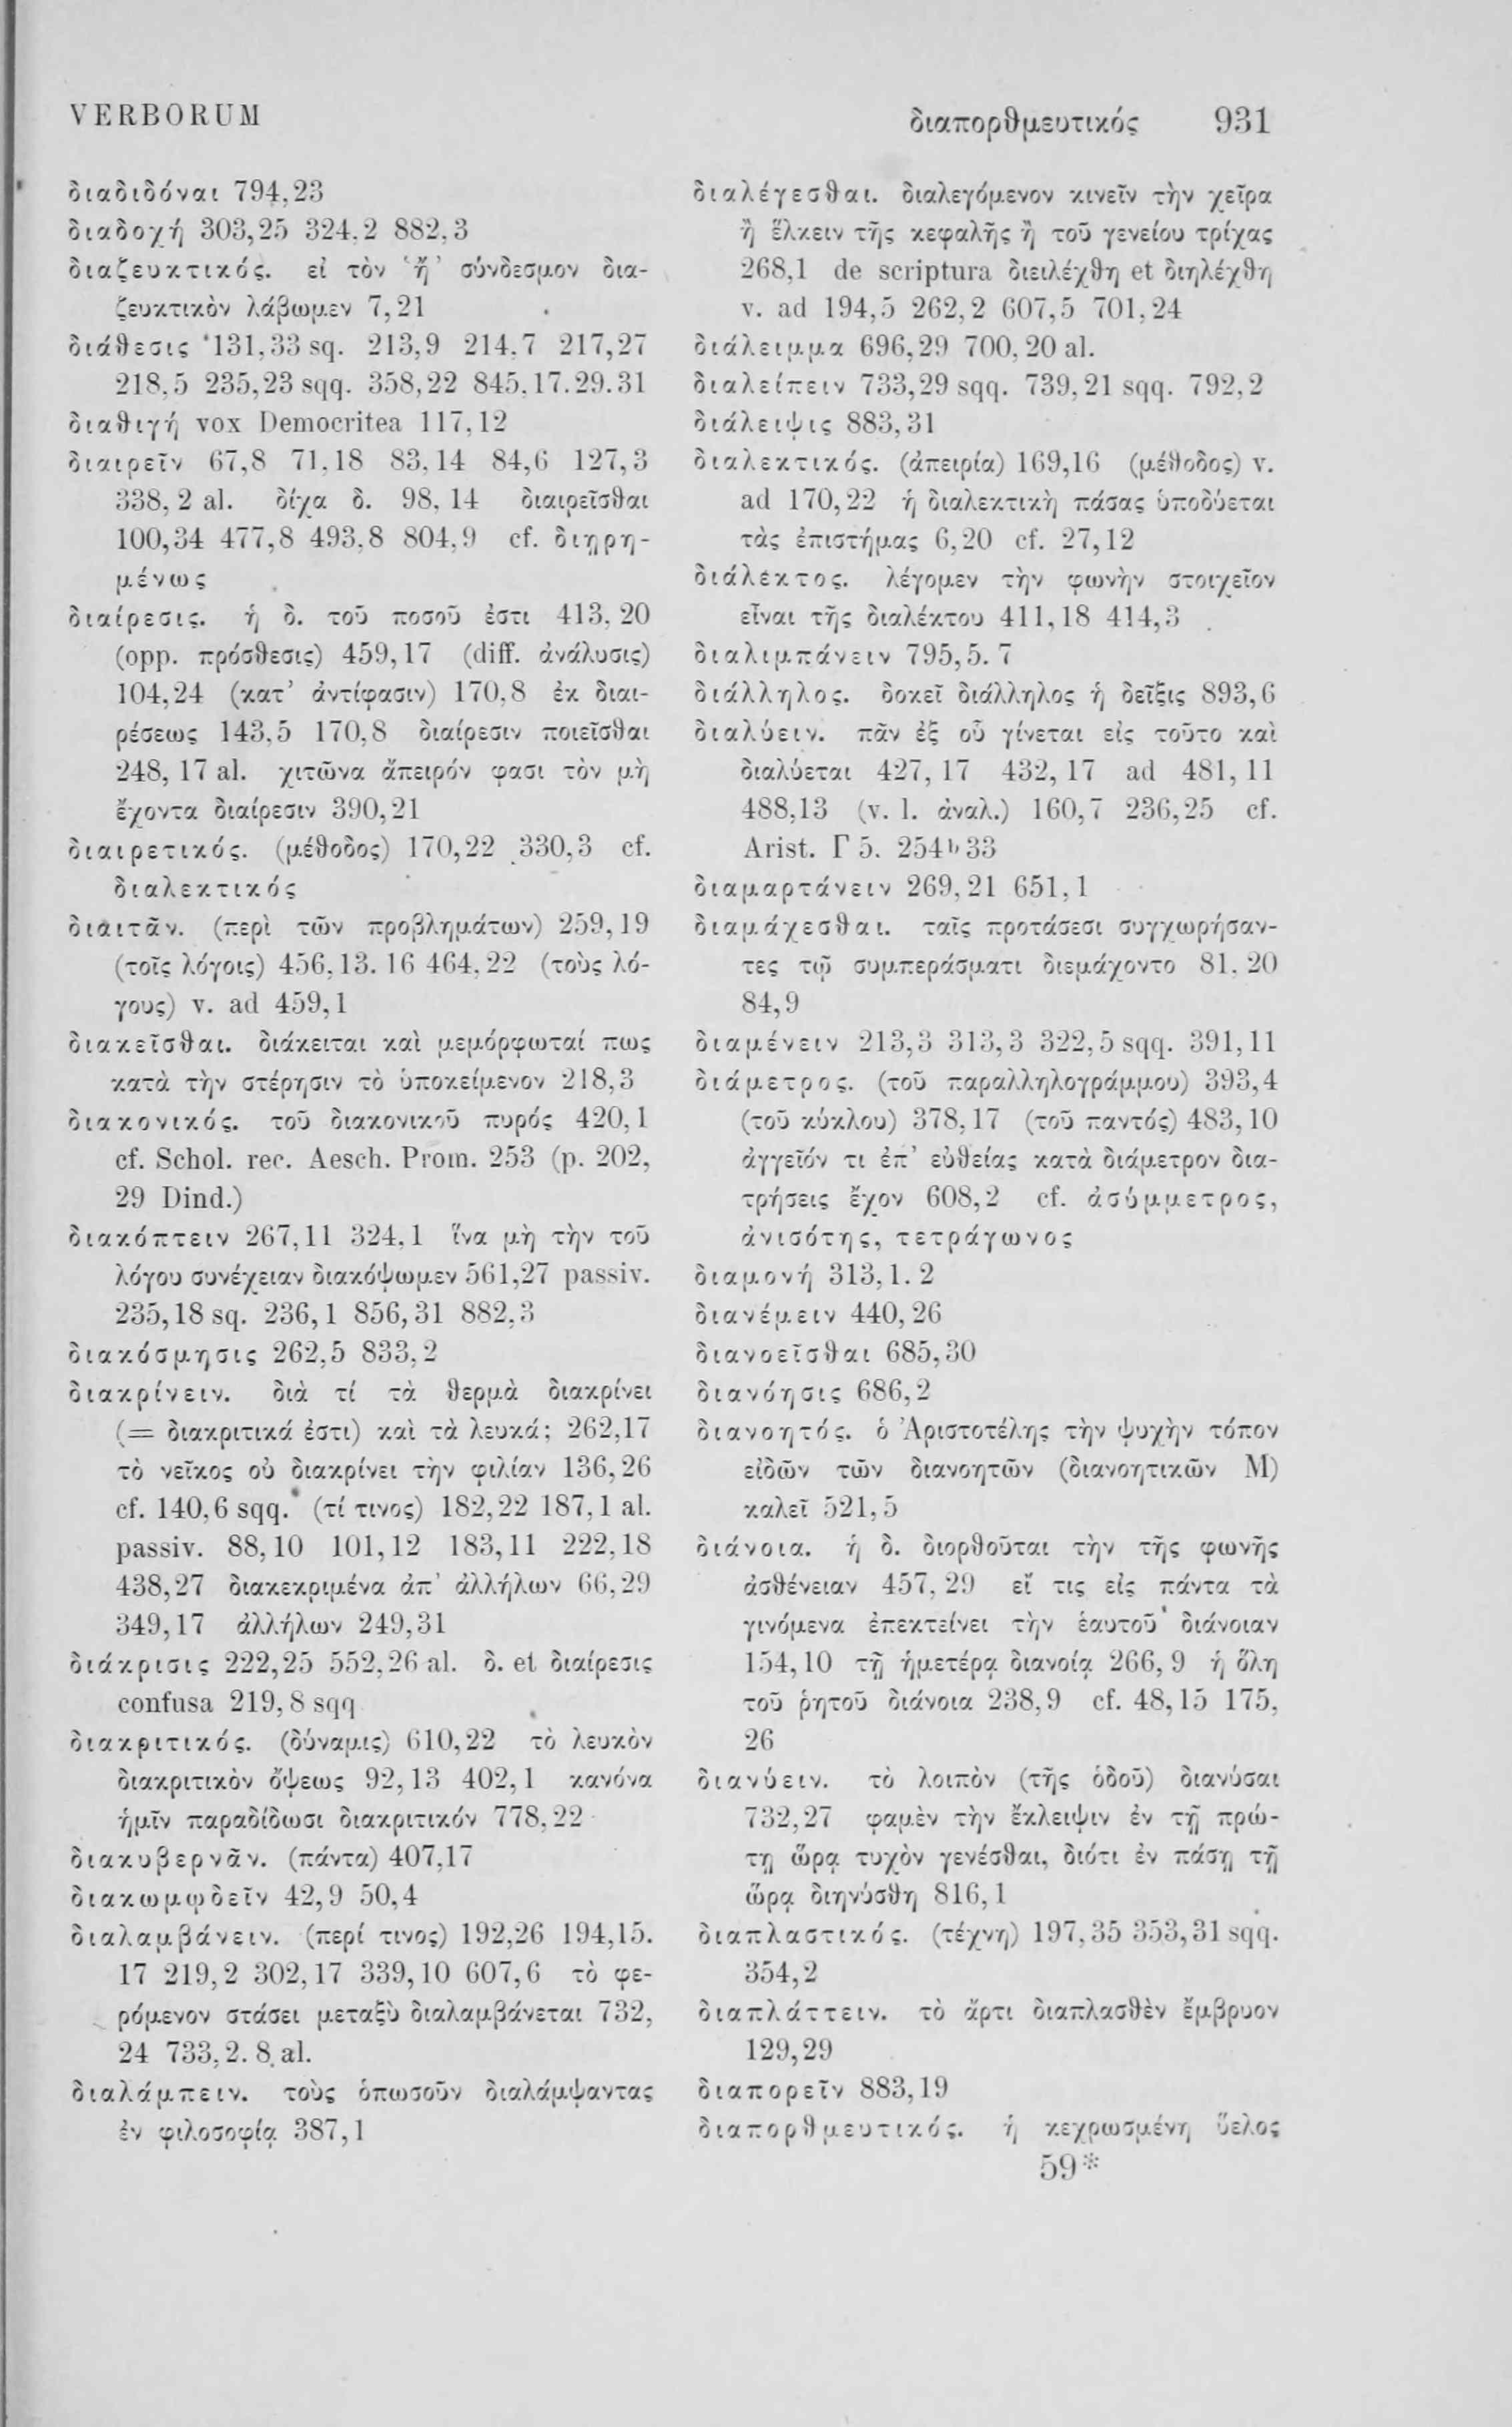 VERBORUM
διαπορθμευτικός 931
διαδιδόναι 794,23
διαδοχή 303,25 324,2 882,3
διαζευκτικός. εἰ τὸν ‘ἤ’ σύνδεσμον δια-
ζευκτικὸν λάβωμεν 7,21
διάθεσις 131,33 sq. 213,9 214,7 217,27
218,5 235,23 sqq. 358,22 845,17.29.31
διαθιγή vox Democritea 117,12
διαιρεῖν 67,8 71,18 83,14 84,6 127,3
338,2 al. δίχα δ. 98,14 διαιρεῖσθαι
100,34 477,8 493,8 804,9 cf. διῃρη-
μένως
διαίρεσις. ἡ δ. τοῦ ποσοῦ ἐστι 413,20
(opp. πρόσθεσις) 459,17 (diff. ἀνάλυσις)
104,24 (κατ’ ἀντίφασιν) 170,8 ἐκ διαι-
ρέσεως 143,5 170,8 διαίρεσιν ποιεῖσθαι
248,17 al. χιτῶνα ἄπειρόν φασι τὸν μὴ
ἔχοντα διαίρεσιν 390,21
διαιρετικός. (μέθοδος) 170,22 330,3 cf.
διαλεκτικός
διαιτᾶν. (περὶ τῶν προβλημάτων) 259,19
(τοῖς λόγοις) 456,13. 16 464,22 (τοὺς λό-
γους) v. ad 459,1
διακεῖσθαι. διάκειται καὶ μεμόρφωταί πως
κατὰ τὴν στέρησιν τὸ ὑποκείμενον 218,3
διακονικός. τοῦ διακονικοῦ πυρός 420,1
cf. Schol. rec. Aesch. Prom. 253 (p. 202,
29 Dind.)
διακόπτειν 267,11 324,1 ἵνα μὴ τὴν τοῦ
λόγου συνέχειαν διακόψωμεν 561,27 passiv.
235,18 sq. 236,1 856,31 882,3
διακόσμησις 262,5 833,2
διακρίνειν. διὰ τί τὰ θερμὰ διακρίνει
(= διακριτικά ἐστι) καὶ τὰ λευκά; 262,17
τὸ νεῖκος οὐ διακρίνει τὴν φιλίαν 136,26
cf. 140,6 sqq. (τί τινος) 182,22 187,1 al.
passiv. 88,10 101,12 183,11 222,18
438,27 διακεκριμένα ἀπ’ ἀλλήλων 66,29
349,17 ἀλλήλων 249,31
διάκρισις 222,25 552,26 al. δ. et διαίρεσις
confusa 219,8 sqq
διακριτικός. (δύναμις) 610,22 τὸ λευκὸν
διακριτικὸν ὄψεως 92,13 402,1 κανόνα
ἡμῖν παραδίδωσι διακριτικόν 778,22
διακυβερνᾶν. (πάντα) 407,17
διακωμῳδεῖν 42,9 50,4
διαλαμβάνειν. (περί τινος) 192,26 194,15.
17 219,2 302,17 339,10 607,6 τὸ φε-
ρόμενον στάσει μεταξὺ διαλαμβάνεται 732,
24 733,2. 8 al.
διαλάμπειν. τοὺς ὁπωσοῦν διαλάμψαντας
ἐν φιλοσοφίᾳ 387,1
διαλέγεσθαι. διαλεγόμενον κινεῖν τὴν χεῖρα
ἢ ἕλκειν τῆς κεφαλῆς ἢ τοῦ γενείου τρίχας
268,1 de scriptura διειλέχθη et διηλέχθη
v. ad 194,5 262,2 607,5 701,24
διάλειμμα 696,29 700,20 al.
διαλείπειν 733,29 sqq. 739,21 sqq. 792,2
διάλειψις 883,31
διαλεκτικός. (ἀπειρία) 169,16 (μέθοδος) v.
ad 170,22 ἡ διαλεκτικὴ πάσας ὑποδύεται
τὰς ἐπιστήμας 6,20 cf. 27,12
διάλεκτος. λέγομεν τὴν φωνὴν στοιχεῖον
εἶναι τῆς διαλέκτου 411,18 414,3
διαλιμπάνειν 795,5. 7
διάλληλος. δοκεῖ διάλληλος ἡ δεῖξις 893,6
διαλύειν. πᾶν ἐξ οὗ γίνεται εἰς τοῦτο καὶ
διαλύεται 427,17 432,17 ad 481,11
488,13 (v. l. ἀναλ.) 160,7 236,25 cf.
Arist. Γ 5. 254ᵇ 33
διαμαρτάνειν 269,21 651,1
διαμάχεσθαι. ταῖς προτάσεσι συγχωρήσαν-
τες τῷ συμπεράσματι διεμάχοντο 81,20
84,9
διαμένειν 213,3 313,3 322,5 sqq. 391,11
διάμετρος. (τοῦ παραλληλογράμμου) 393,4
(τοῦ κύκλου) 378,17 (τοῦ παντός) 483,10
ἀγγεῖόν τι ἐπ’ εὐθείας κατὰ διάμετρον δια-
τρήσεις ἔχον 608,2 cf. ἀσύμμετρος,
ἀνισότης, τετράγωνος
διαμονή 313,1. 2
διανέμειν 440,26
διανοεῖσθαι 685,30
διανόησις 686,2
διανοητός. ὁ Ἀριστοτέλης τὴν ψυχὴν τόπον
εἰδῶν τῶν διανοητῶν (διανοητικῶν M)
καλεῖ 521,5
διάνοια. ἡ δ. διορθοῦται τὴν τῆς φωνῆς
ἀσθένειαν 457,29 εἴ τις εἰς πάντα τὰ
γινόμενα ἐπεκτείνει τὴν ἑαυτοῦ διάνοιαν
154,10 τῇ ἡμετέρᾳ διανοίᾳ 266,9 ἡ ὅλη
τοῦ ῥητοῦ διάνοια 238,9 cf. 48,15 175,
26
διανύειν. τὸ λοιπὸν (τῆς ὁδοῦ) διανύσαι
732,27 φαμὲν τὴν ἔκλειψιν ἐν τῇ πρώ-
τῃ ὥρᾳ τυχὸν γενέσθαι, διότι ἐν πάσῃ τῇ
ὥρᾳ διηνύσθη 816,1
διαπλαστικός. (τέχνη) 197,35 353,31 sqq.
354,2
διαπλάττειν. τὸ ἄρτι διαπλασθὲν ἔμβρυον
129,29
διαπορεῖν 883,19
διαπορθμευτικός. ἡ κεχρωσμένη ὕελος
59*